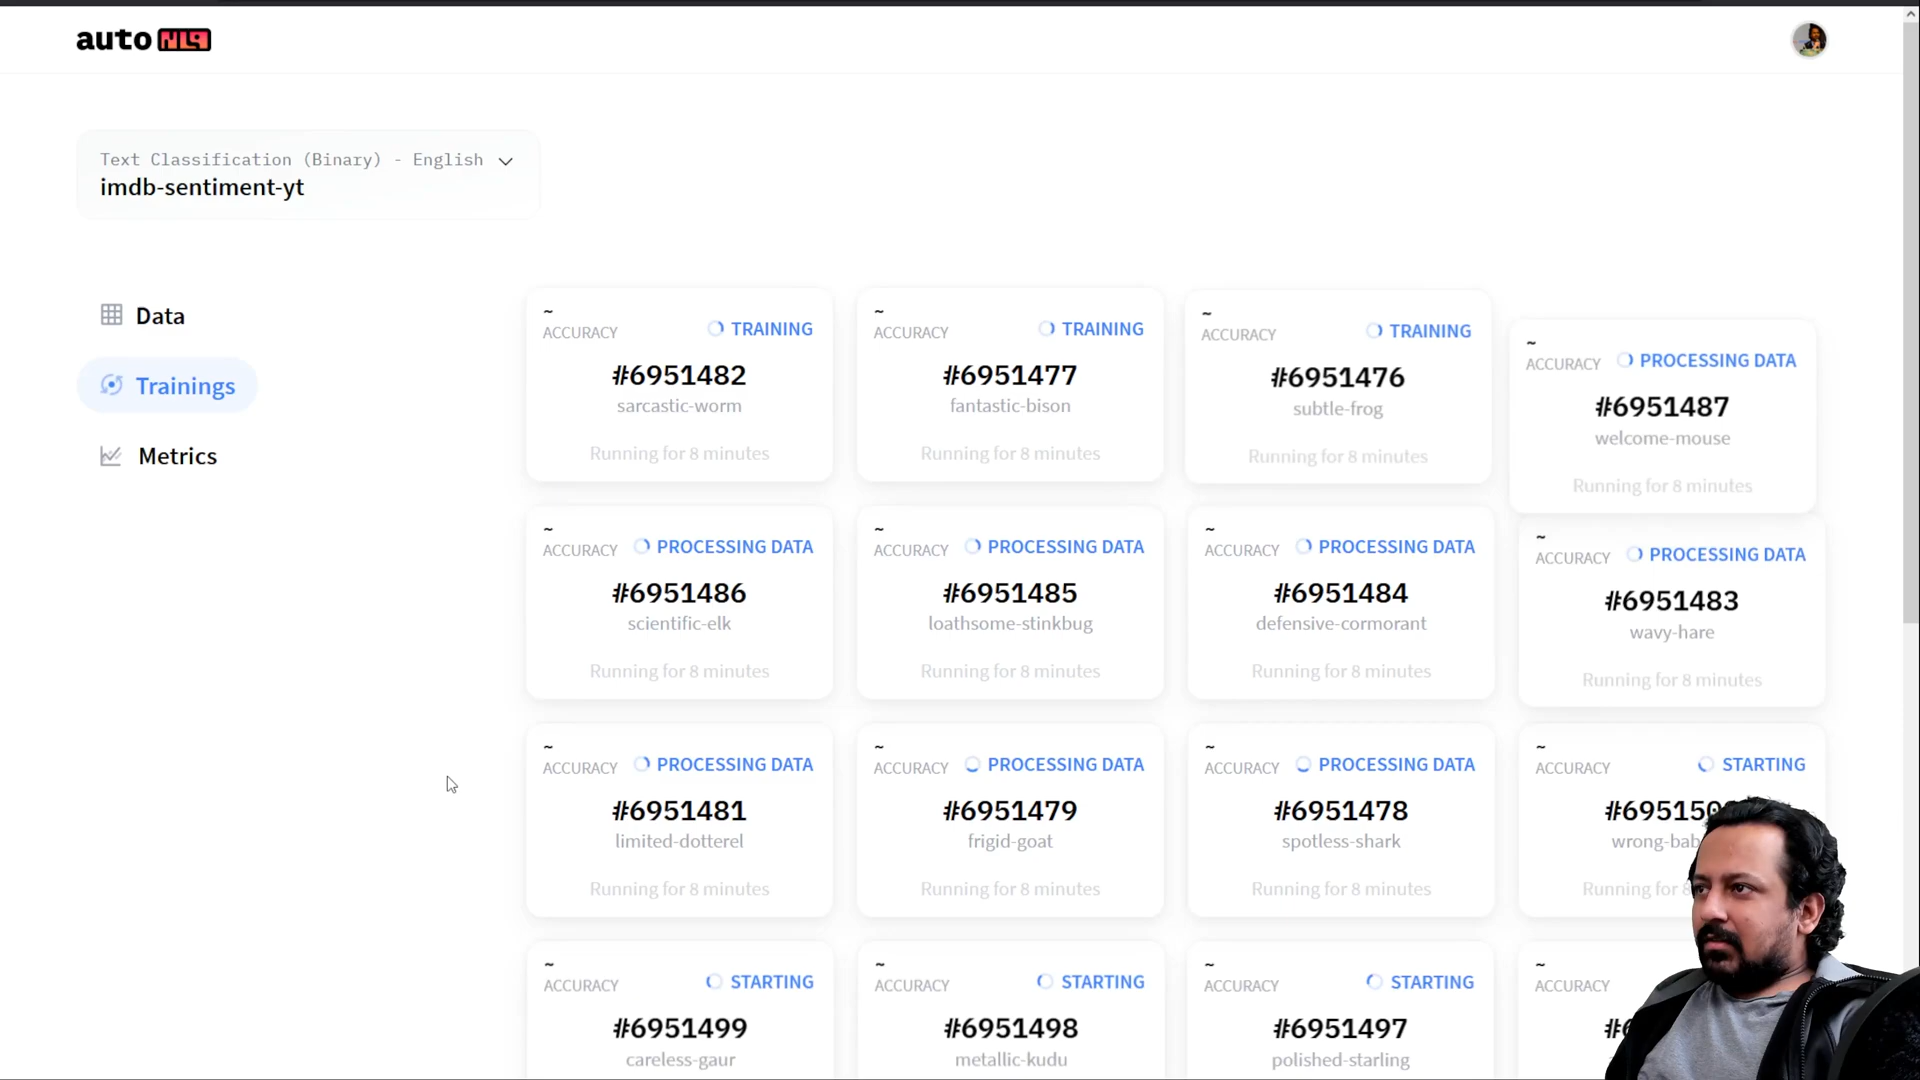 auto NLP
Text Classification (Binary) - English
imdb-sentiment-yt
Data
Trainings
Metrics
~
ACCURACY
TRAINING
#6951482
sarcastic-worm
Running for 8 minutes
~
ACCURACY
TRAINING
#6951477
fantastic-bison
Running for 8 minutes
~
ACCURACY
TRAINING
#6951476
subtle-frog
Running for 8 minutes
~
ACCURACY
PROCESSING DATA
#6951487
welcome-mouse
Running for 8 minutes
~
ACCURACY
PROCESSING DATA
#6951486
scientific-elk
Running for 8 minutes
~
ACCURACY
PROCESSING DATA
#6951485
loathsome-stinkbug
Running for 8 minutes
~
ACCURACY
PROCESSING DATA
#6951484
defensive-cormorant
Running for 8 minutes
~
ACCURACY
PROCESSING DATA
#6951483
wavy-hare
Running for 8 minutes
~
ACCURACY
PROCESSING DATA
#6951481
limited-dotterel
Running for 8 minutes
~
ACCURACY
PROCESSING DATA
#6951479
frigid-goat
Running for 8 minutes
~
ACCURACY
PROCESSING DATA
#6951478
spotless-shark
Running for 8 minutes
~
ACCURACY
STARTING
Running for
~
ACCURACY
STARTING
#6951499
careless-gaur
~
ACCURACY
STARTING
#6951498
metallic-kudu
~
ACCURACY
STARTING
#6951497
polished-starling
~
ACCURACY